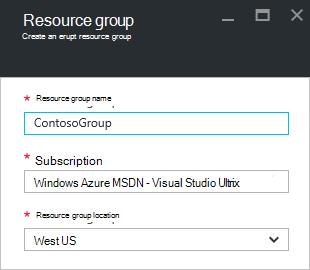 Resource group
Create an erupt resource group
* Resource group name
ContosoGroup
* Subscription
Windows Azure MSDN - Visual Studio Ultrix
* Resource group location
West US